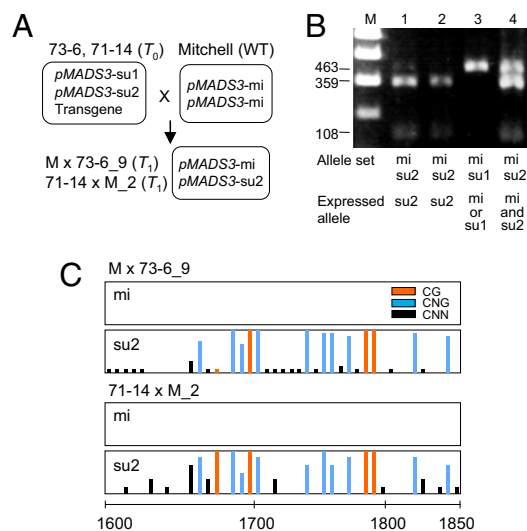 A
73-6, 71-14 (T0)
Mitchell (WT)
pMADS3-su1
pMADS3-su2
Transgene
X
pMADS3-mi
pMADS3-mi
M x 73-6_9 (T1)
71-14 x M_2 (T1)
pMADS3-mi
pMADS3-su2
B
M 1 2 3 4
463
359
108
Allele set mi mi mi mi
su2 su2 su1 su2
Expressed allele su2 su2 mi or su1 mi and su2
C
M x 73-6_9
mi
CG
CNG
CNN
su2
71-14 x M_2
mi
su2
1600 1700 1800 1850